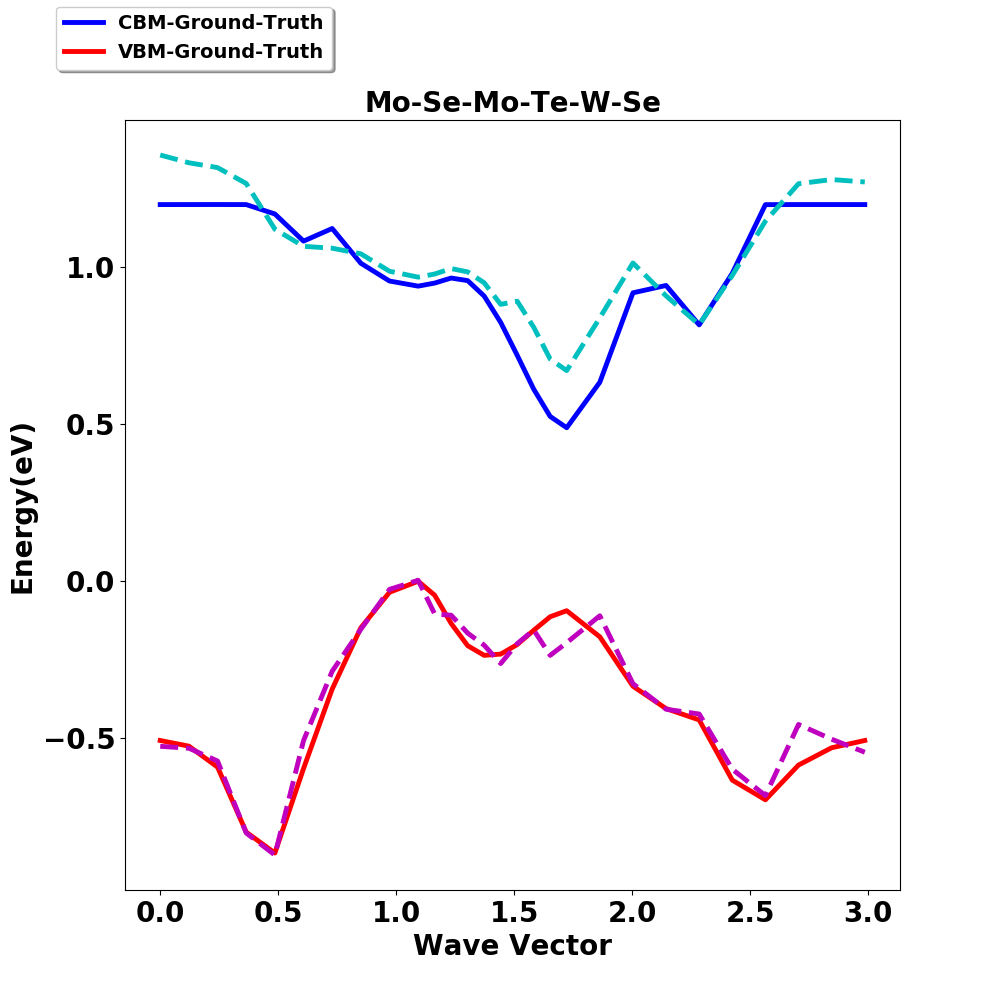 CBM-Ground-Truth
VBM-Ground-Truth
Mo-Se-Mo-Te-W-Se
Energy(eV)
1.0
0.5
0.0
−0.5
0.0 0.5 1.0 1.5 2.0 2.5 3.0
Wave Vector